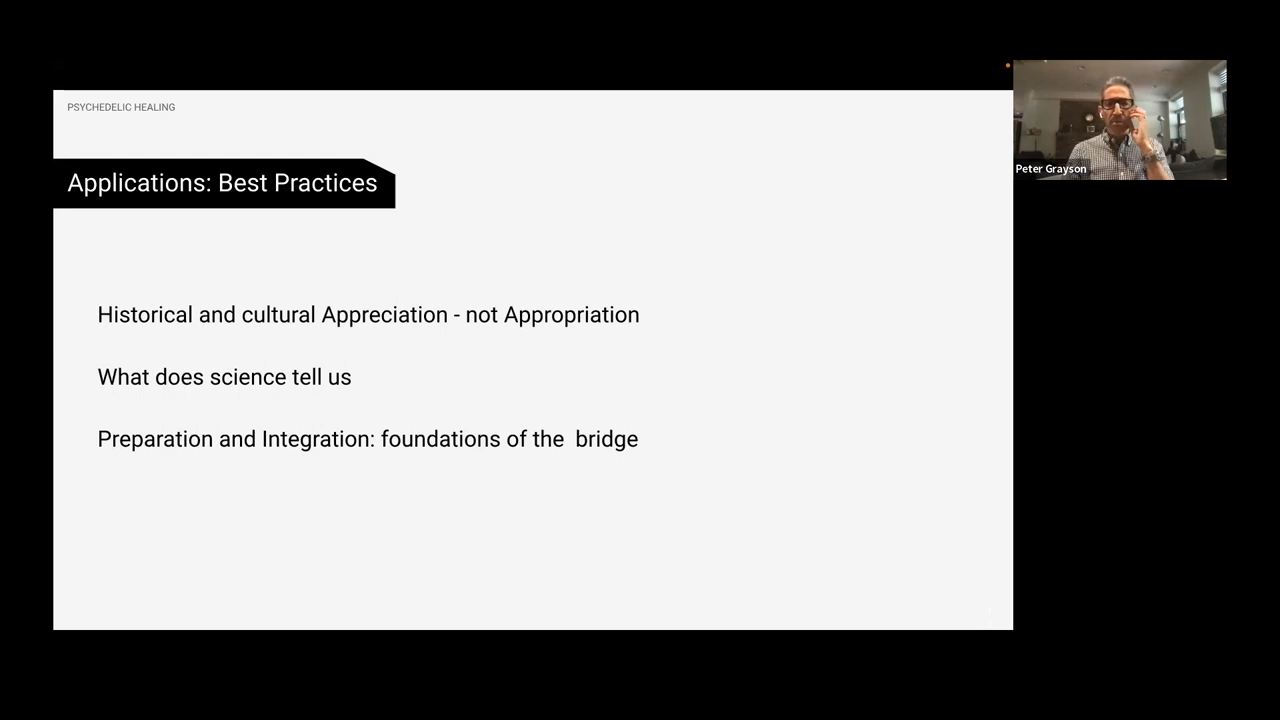 PSYCHEDELIC HEALING
Applications: Best Practices
Historical and cultural Appreciation - not Appropriation
What does science tell us
Preparation and Integration: foundations of the  bridge
Peter Grayson